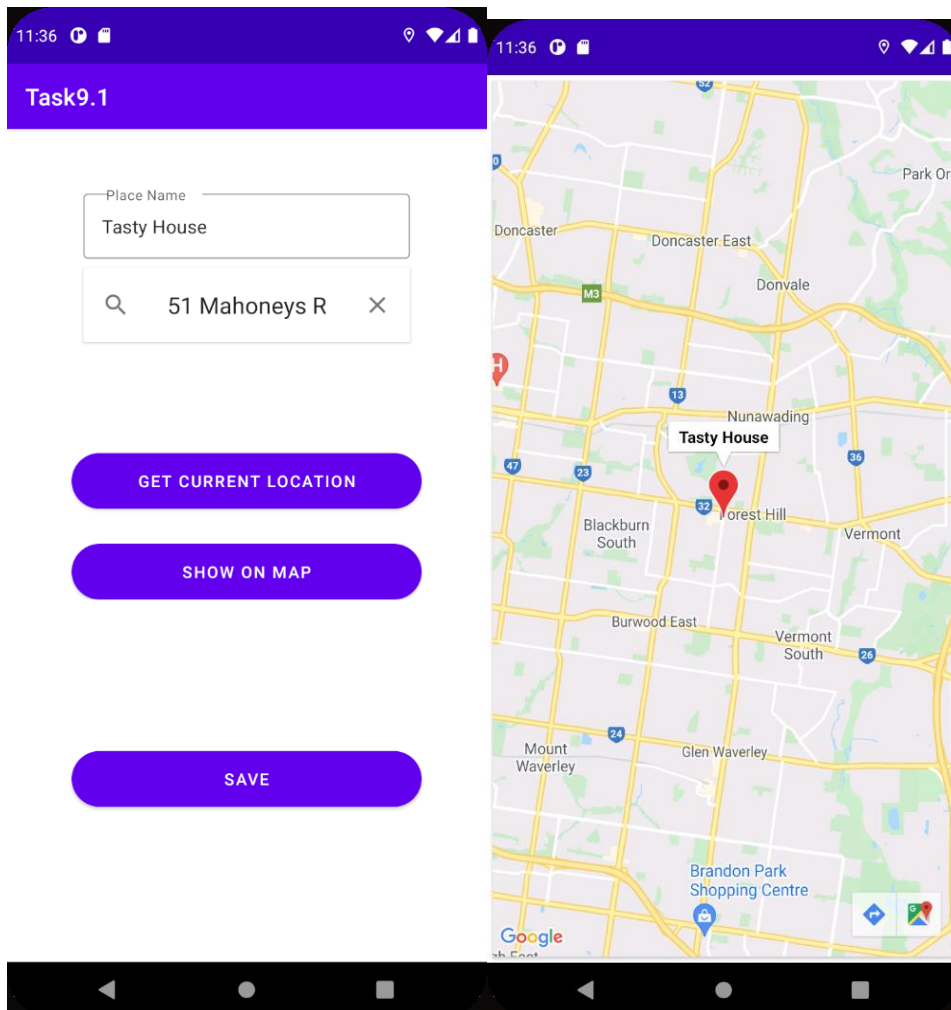 11:36
Task9.1
Place Name
Tasty House
51 Mahoneys R
GET CURRENT LOCATION
SHOW ON MAP
SAVE
11:36
52
Park Or
0
Doncaster
Doncaster East
Donvale
M3
H
13
Nunawading
Tasty House
47
23
36
32
Forest Hill
Blackburn
South
Vermont
Burwood East
Vermont
South
26
24
Mount
Waverley
Glen Waverley
Brandon Park
Shopping Centre
Google